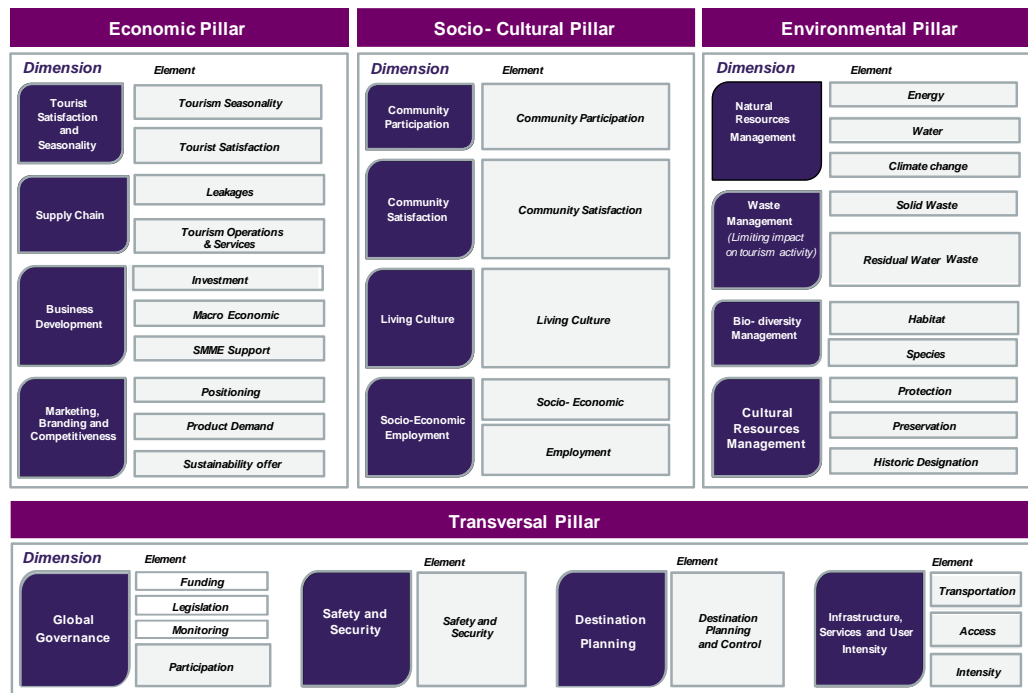 Economic Pillar
Dimension
Element
Tourist
Satisfaction
and
Seasonality
Tourism Seasonality
Tourist Satisfaction
Supply Chain
Leakages
Tourism Operations
& Services
Business
Development
Investment
Macro Economic
SMME Support
Marketing,
Branding and
Competitiveness
Positioning
Product Demand
Sustainability offer
Socio- Cultural Pillar
Dimension
Element
Community
Participation
Community Participation
Community
Satisfaction
Community Satisfaction
Living Culture
Living Culture
Socio-Economic
Employment
Socio- Economic
Employment
Environmental Pillar
Dimension
Element
Natural
Resources
Management
Energy
Water
Climate change
Waste
Management
(Limiting impact
on tourism activity)
Solid Waste
Residual Water Waste
Bio- diversity
Management
Habitat
Species
Cultural
Resources
Management
Protection
Preservation
Historic Designation
Transversal Pillar
Dimension
Element
Global
Governance
Funding
Legislation
Monitoring
Participation
Element
Safety and
Security
Safety and
Security
Element
Destination
Planning
Destination
Planning
and Control
Element
Infrastructure,
Services and User
Intensity
Transportation
Access
Intensity